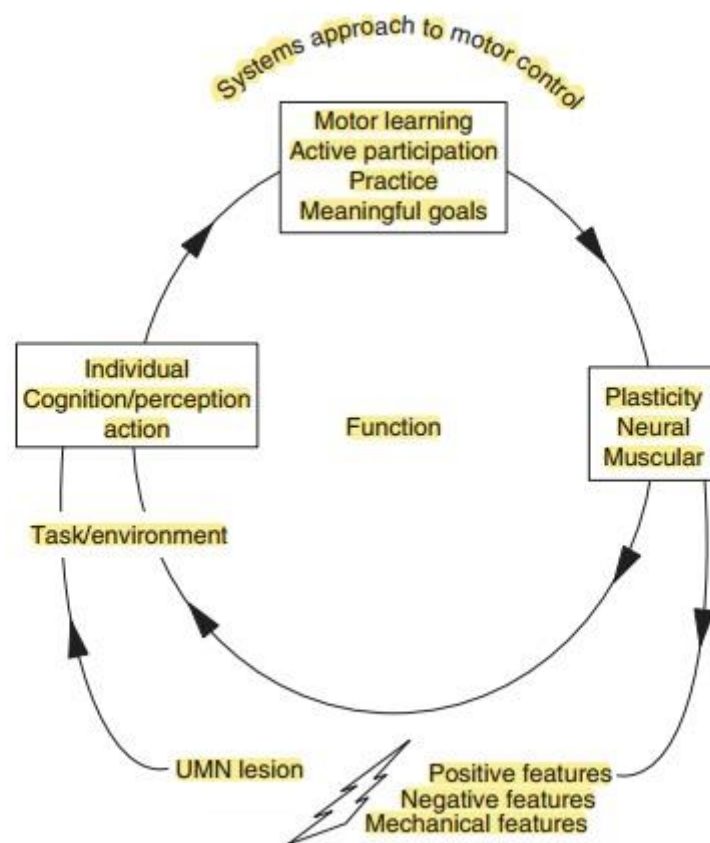 Systems approach to motor control
Motor learning
Active participation
Practice
Meaningful goals
Individual
Cognition/perception
action
Function
Plasticity
Neural
Muscular
Task/environment
UMN lesion
Positive features
Negative features
Mechanical features